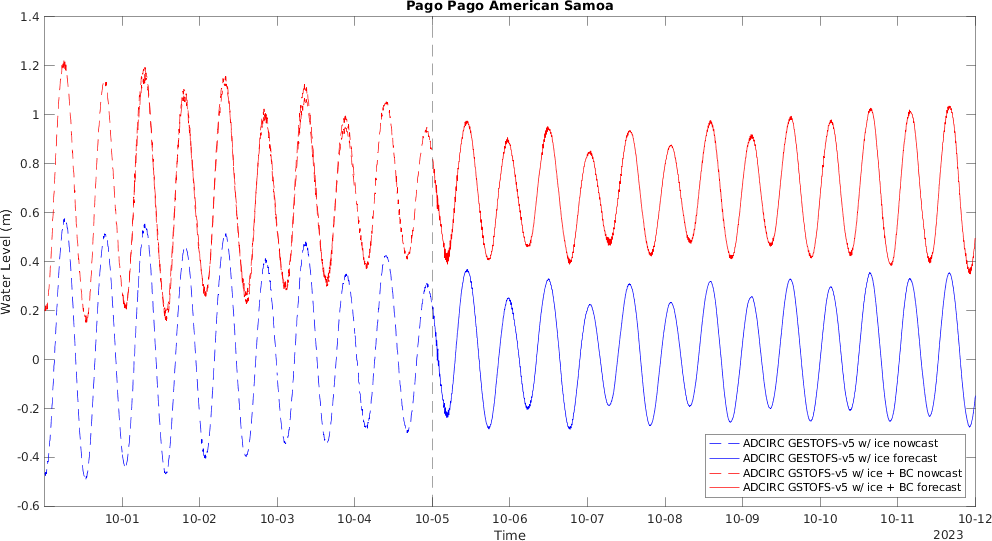 Pago Pago American Samoa
1.4
1.2
1
0.8
0.6
0.4
0.2
0
-0.2
-0.4
-0.6
Water Level (m)
ADCIRC GESTOFS-v5 w/ ice nowcast
ADCIRC GESTOFS-v5 w/ ice forecast
ADCIRC GSTOFS-v5 w/ ice + BC nowcast
ADCIRC GSTOFS-v5 w/ ice + BC forecast
10-01 10-02 10-03 10-04 10-05 10-06 10-07 10-08 10-09 10-10 10-11 10-12
Time
2023